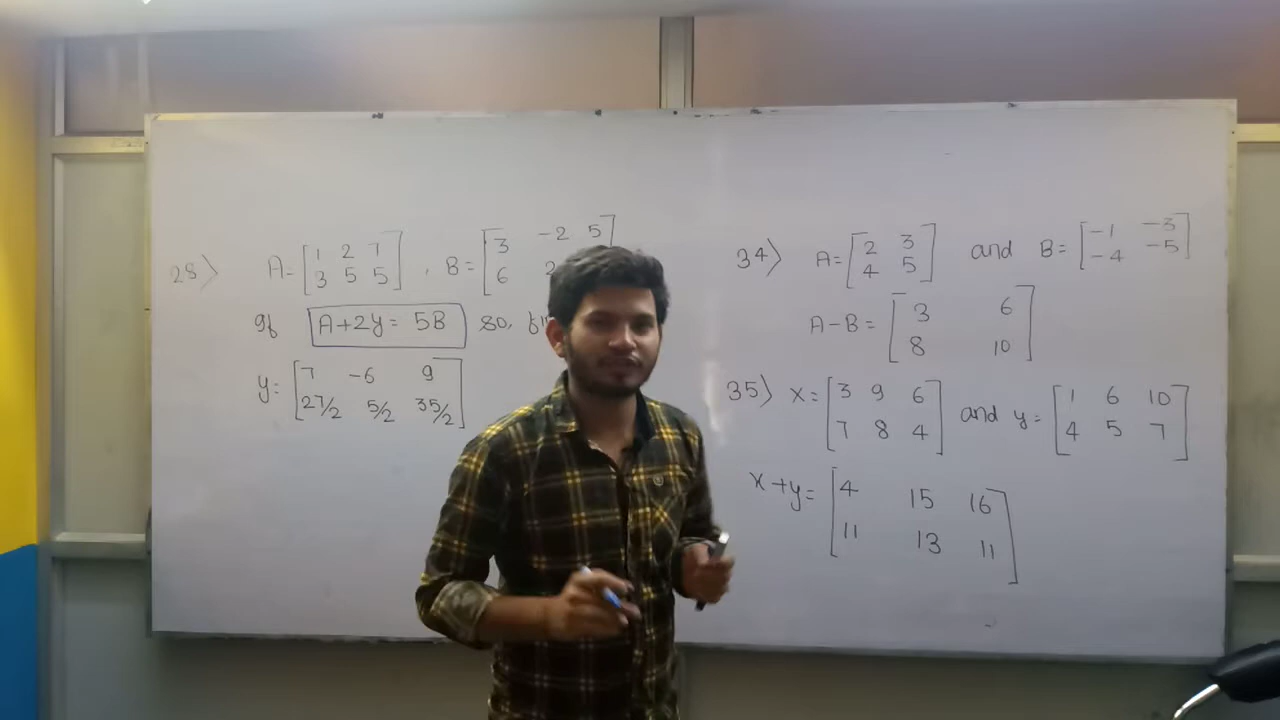 28) A = [1 2 7 , B = [3 -2 5]
3 5 5] 6 2
If A+2y = 5B so,
y = [7 -6 9
27/2 5/2 35/2]
34) A = [2 3 and B = [-1 -3
4 5] -4 -5]
A-B = [3 6
8 10]
35) x = [3 9 6 and y = [1 6 10
7 8 4] 4 5 7]
x+y = [4 15 16
11 13 11]